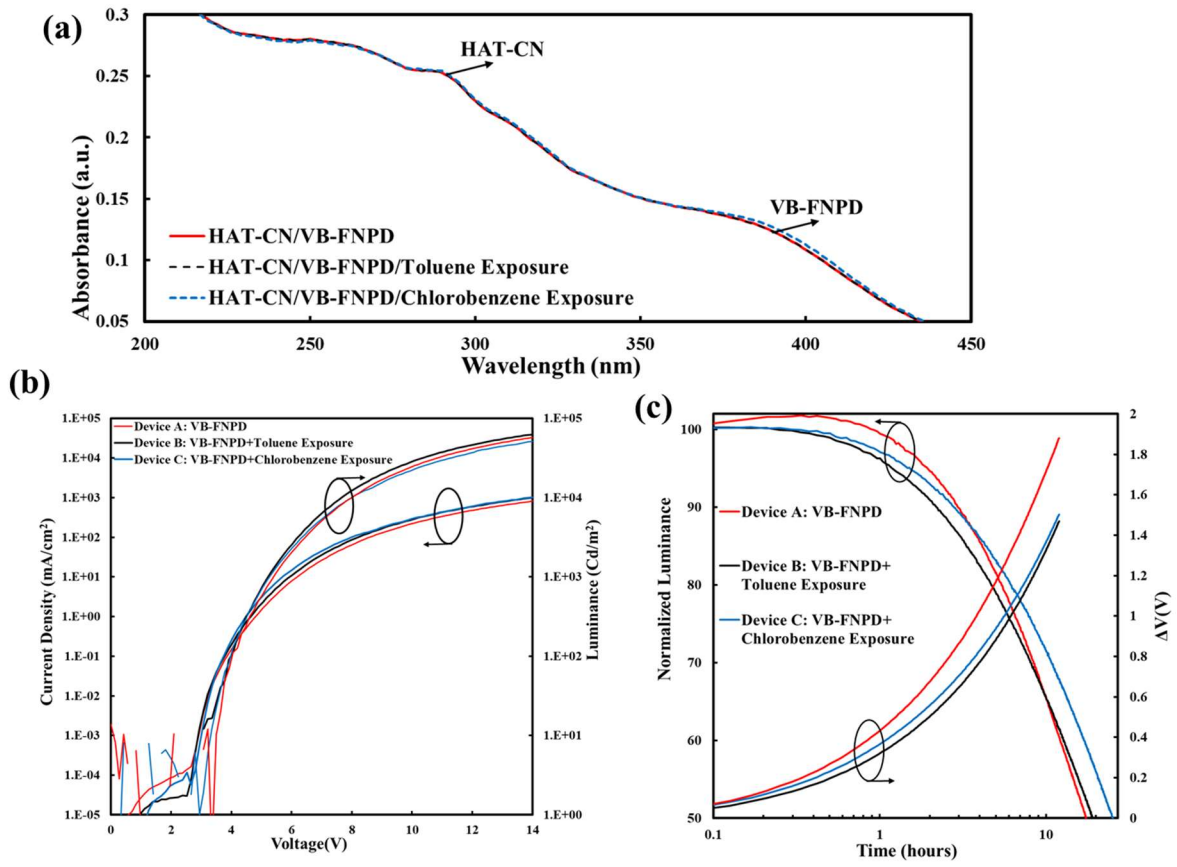 (a)
0.3
0.25
0.2
0.15
0.1
0.05
Absorbance (a.u.)
HAT-CN
VB-FNPD
HAT-CN/VB-FNPD
HAT-CN/VB-FNPD/Toluene Exposure
HAT-CN/VB-FNPD/Chlorobenzene Exposure
200 250 300 350 400 450
Wavelength (nm)
(b)
1.E+05
1.E+04
1.E+03
1.E+02
1.E+01
1.E+00
1.E-01
1.E-02
1.E-03
1.E-04
1.E-05
Current Density (mA/cm²)
Device A: VB-FNPD
Device B: VB-FNPD+Toluene Exposure
Device C: VB-FNPD+Chlorobenzene Exposure
1.E+05
1.E+04
1.E+03
1.E+02
1.E+01
1.E+00
Luminance (Cd/m²)
0 2 4 6 8 10 12 14
Voltage(V)
(c)
100
90
80
70
60
50
Normalized Luminance
Device A: VB-FNPD
Device B: VB-FNPD+
Toluene Exposure
Device C: VB-FNPD+
Chlorobenzene Exposure
2
1.8
1.6
1.4
1.2
1
0.8
0.6
0.4
0.2
0
ΔV(V)
0.1 1 10
Time (hours)